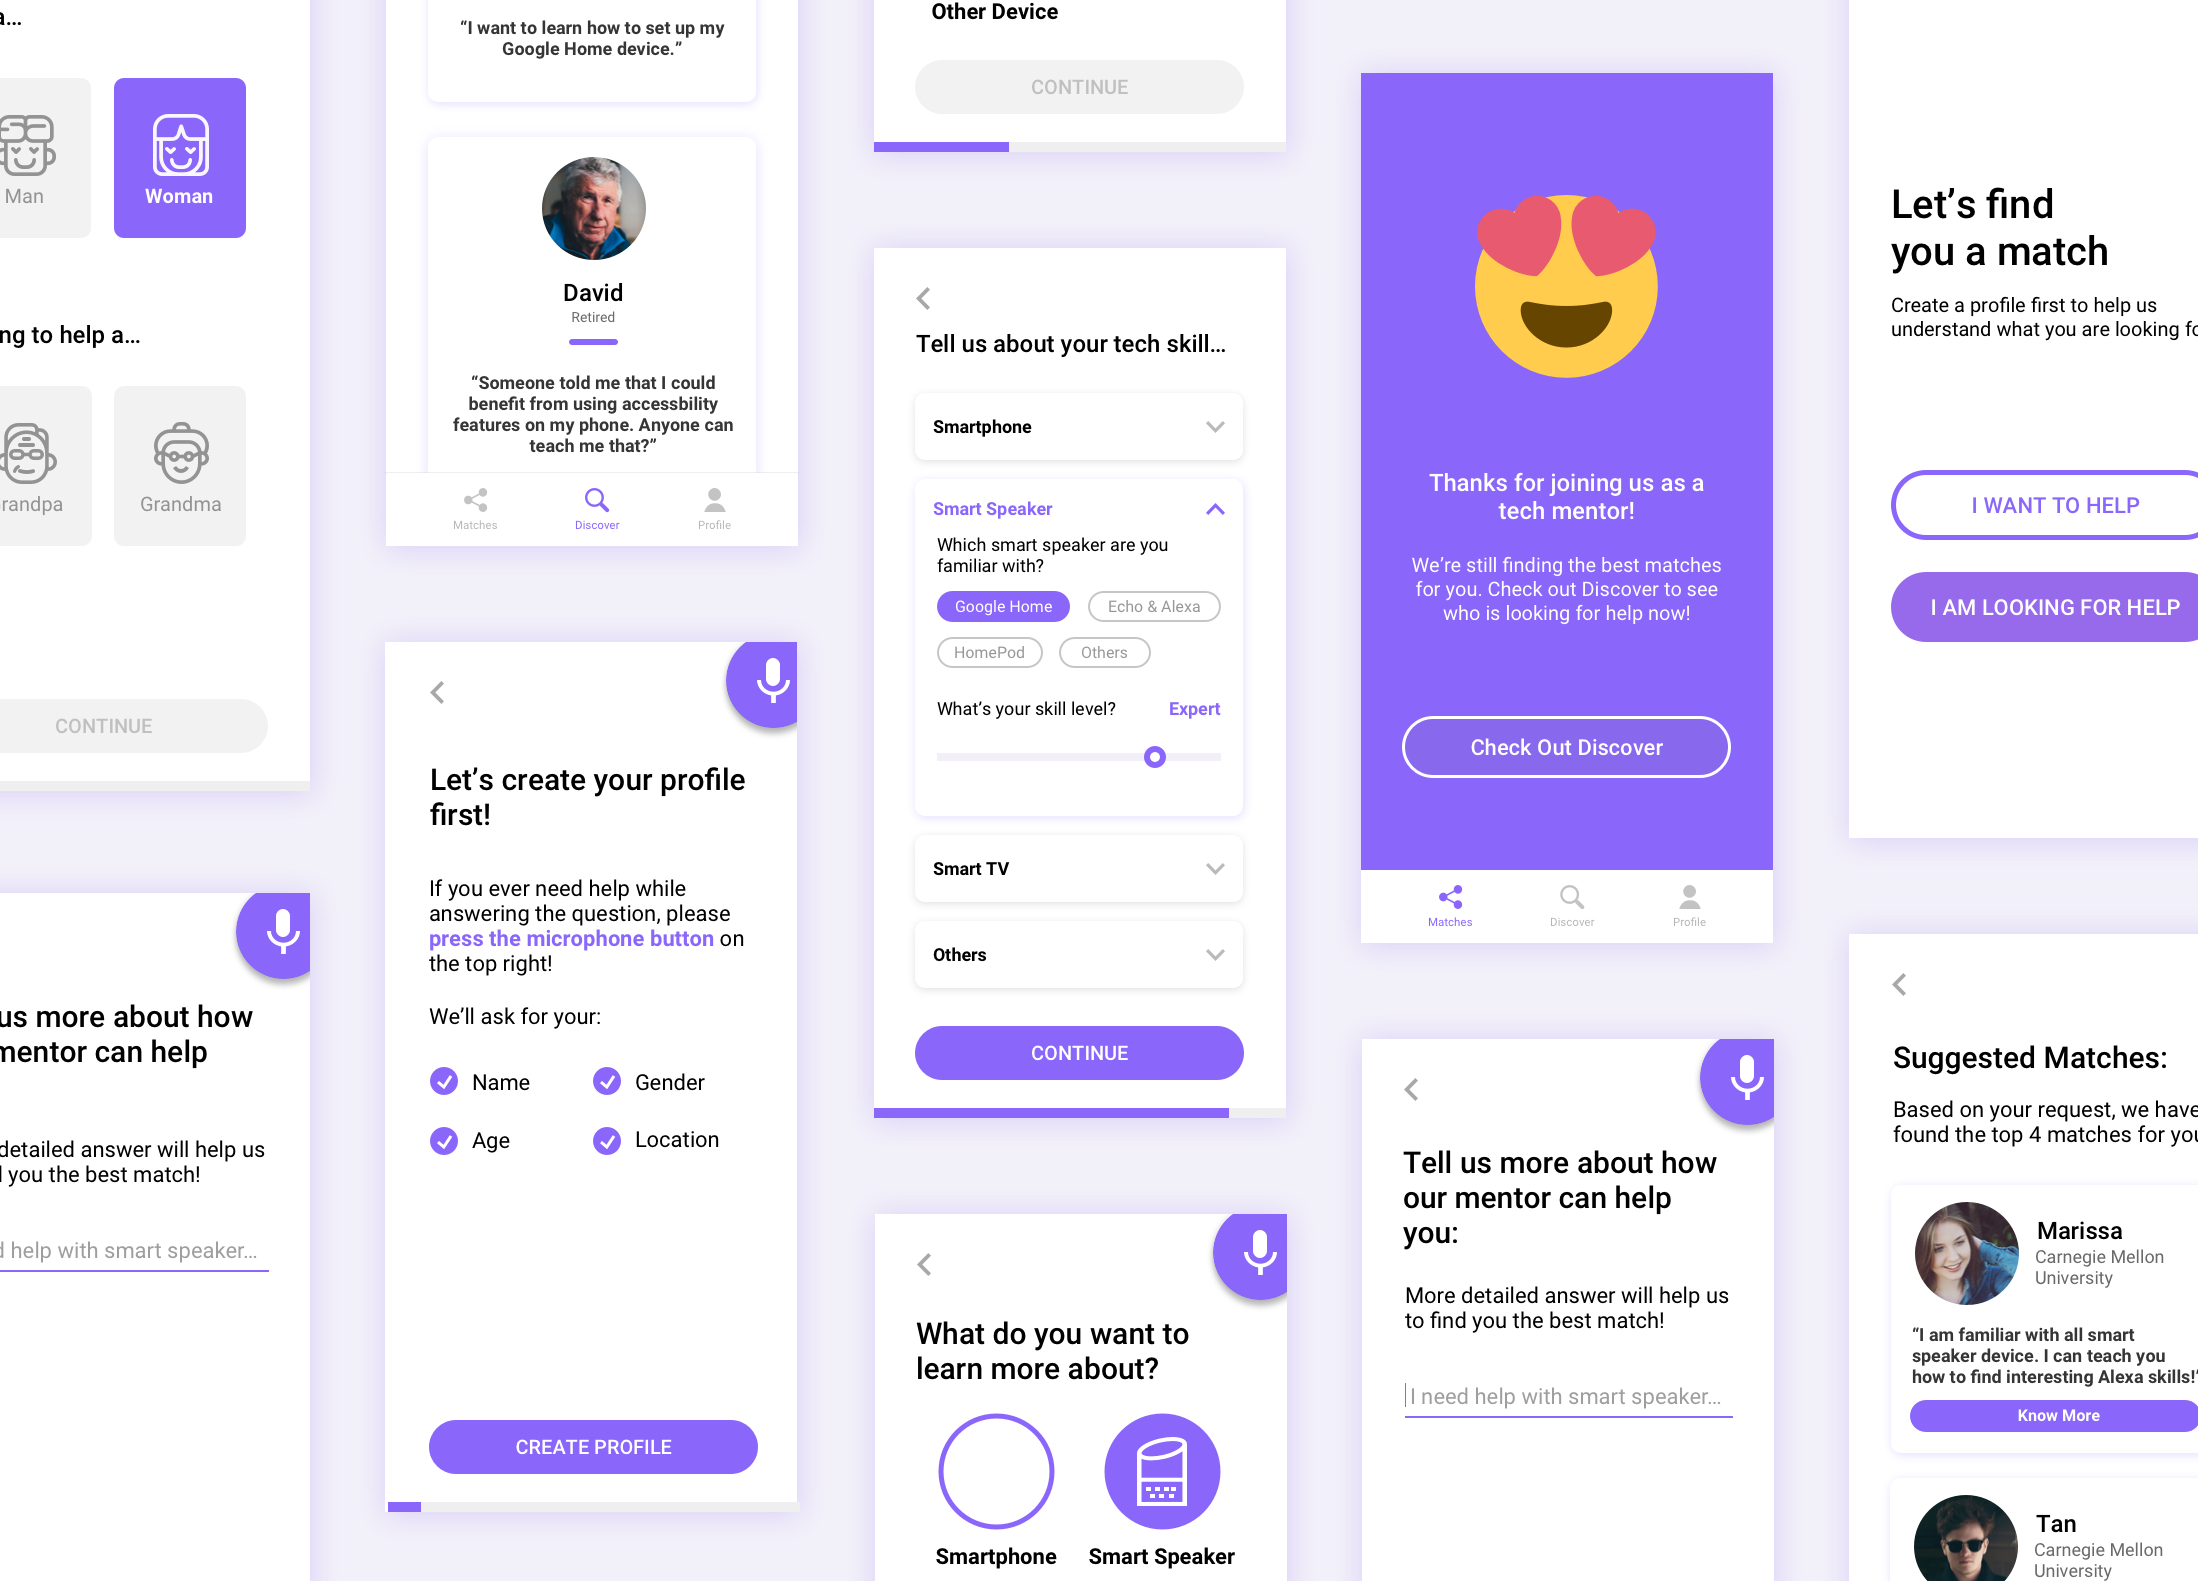 a...
Man
Woman
ng to help a...
randpa
Grandma
CONTINUE
us more about how
mentor can help
detailed answer will help us
you the best match!
help with smart speaker...
“I want to learn how to set up my
Google Home device.”
David
Retired
“Someone told me that I could
benefit from using accessbility
features on my phone. Anyone can
teach me that?”
Matches
Discover
Profile
Let’s create your profile
first!
If you ever need help while
answering the question, please
press the microphone button on
the top right!
We’ll ask for your:
Name
Gender
Age
Location
CREATE PROFILE
Other Device
CONTINUE
Tell us about your tech skill...
Smartphone
Smart Speaker
Which smart speaker are you
familiar with?
Google Home
Echo & Alexa
HomePod
Others
What’s your skill level?
Expert
Smart TV
Others
CONTINUE
What do you want to
learn more about?
Smartphone
Smart Speaker
Thanks for joining us as a
tech mentor!
We’re still finding the best matches
for you. Check out Discover to see
who is looking for help now!
Check Out Discover
Matches
Discover
Profile
Tell us more about how
our mentor can help
you:
More detailed answer will help us
to find you the best match!
I need help with smart speaker...
Let’s find
you a match
Create a profile first to help us
understand what you are looking fo
I WANT TO HELP
I AM LOOKING FOR HELP
Suggested Matches:
Based on your request, we have
found the top 4 matches for you
Marissa
Carnegie Mellon
University
“I am familiar with all smart
speaker device. I can teach you
how to find interesting Alexa skills!”
Know More
Tan
Carnegie Mellon
University